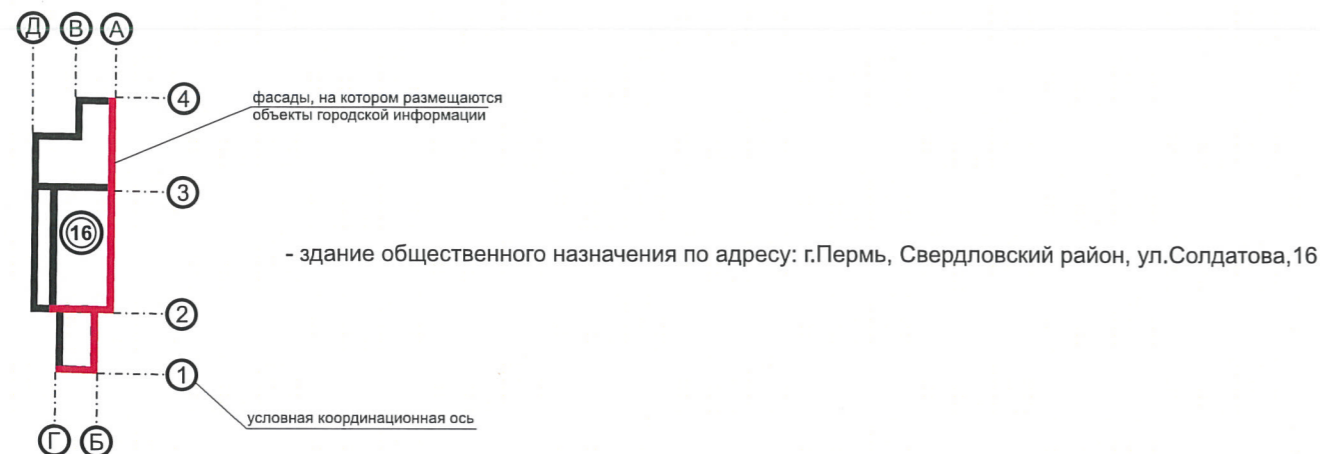 Д В А
4
фасады, на котором размещаются
объекты городской информации
3
16
- здание общественного назначения по адресу: г.Пермь, Свердловский район, ул.Солдатова,16
2
1
условная координационная ось
Г Б